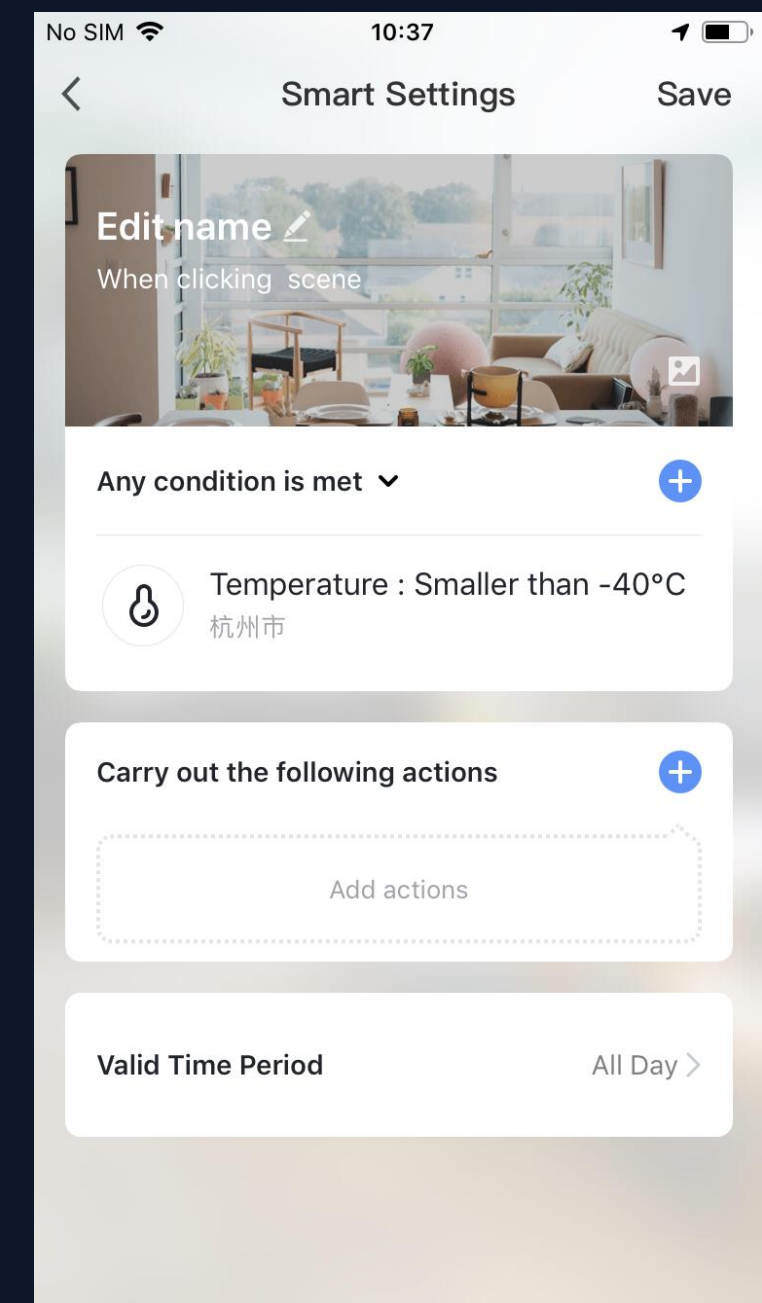 No SIM 10:37
Smart Settings Save
Edit name
When clicking scene
Any condition is met
Temperature : Smaller than -40°C
杭州市
Carry out the following actions
Add actions
Valid Time Period All Day